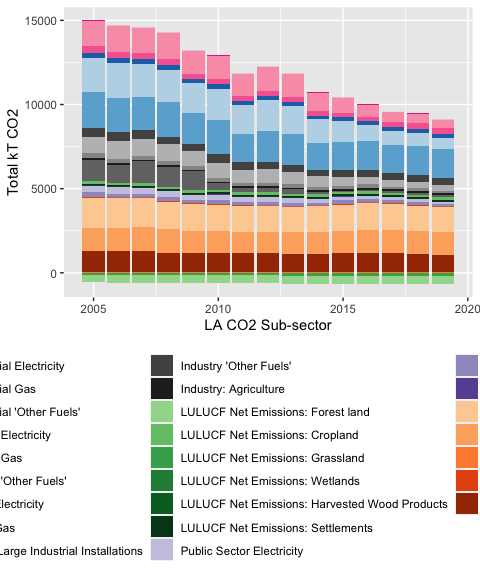 15000
10000
5000
0
Total kT CO2
2005
2010
2015
2020
LA CO2 Sub-sector
ial Electricity
Industry 'Other Fuels'
ial Gas
Industry: Agriculture
ial 'Other Fuels'
LULUCF Net Emissions: Forest land
Electricity
LULUCF Net Emissions: Cropland
Gas
LULUCF Net Emissions: Grassland
'Other Fuels'
LULUCF Net Emissions: Wetlands
lectricity
LULUCF Net Emissions: Harvested Wood Products
Gas
LULUCF Net Emissions: Settlements
Large Industrial Installations
Public Sector Electricity